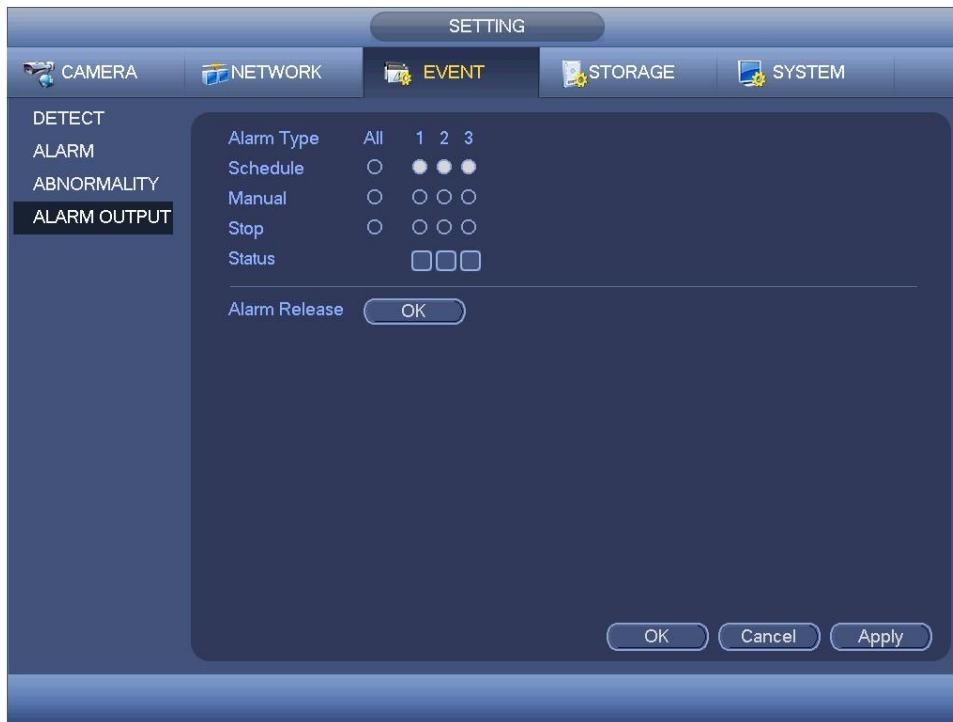 SETTING
CAMERA NETWORK EVENT STORAGE SYSTEM
DETECT
ALARM
ABNORMALITY
ALARM OUTPUT
Alarm Type All 1 2 3
Schedule
Manual
Stop
Status
Alarm Release OK
OK Cancel Apply